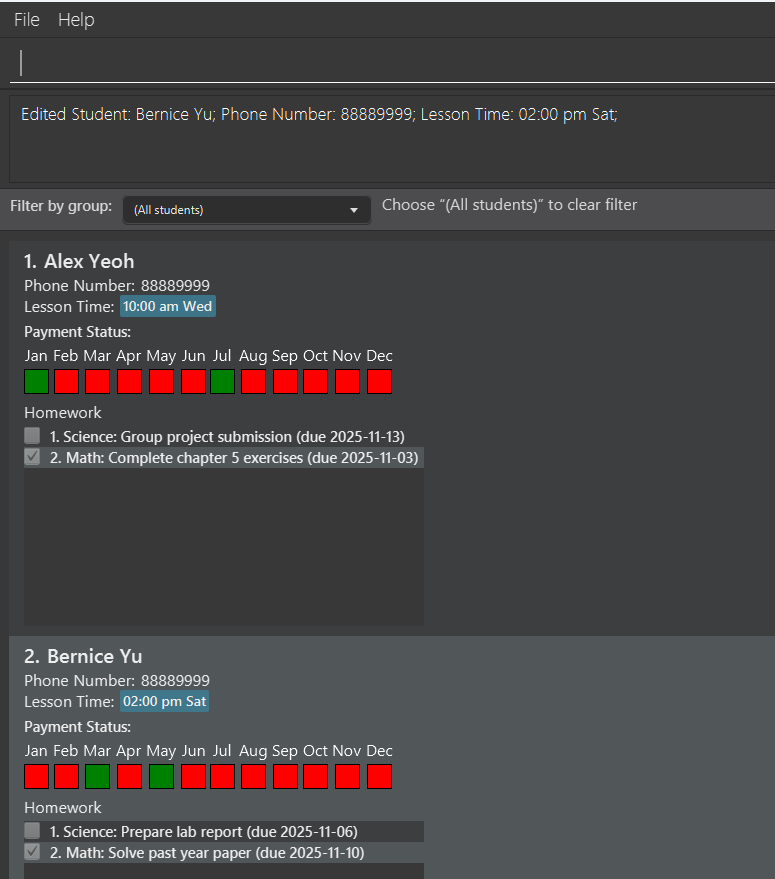 File Help
Edited Student: Bernice Yu; Phone Number: 88889999; Lesson Time: 02:00 pm Sat;
Filter by group: (All students) Choose “(All students)” to clear filter
1. Alex Yeoh
Phone Number: 88889999
Lesson Time: 10:00 am Wed
Payment Status:
Jan Feb Mar Apr May Jun Jul Aug Sep Oct Nov Dec
Homework
1. Science: Group project submission (due 2025-11-13)
2. Math: Complete chapter 5 exercises (due 2025-11-03)
2. Bernice Yu
Phone Number: 88889999
Lesson Time: 02:00 pm Sat
Payment Status:
Jan Feb Mar Apr May Jun Jul Aug Sep Oct Nov Dec
Homework
1. Science: Prepare lab report (due 2025-11-06)
2. Math: Solve past year paper (due 2025-11-10)